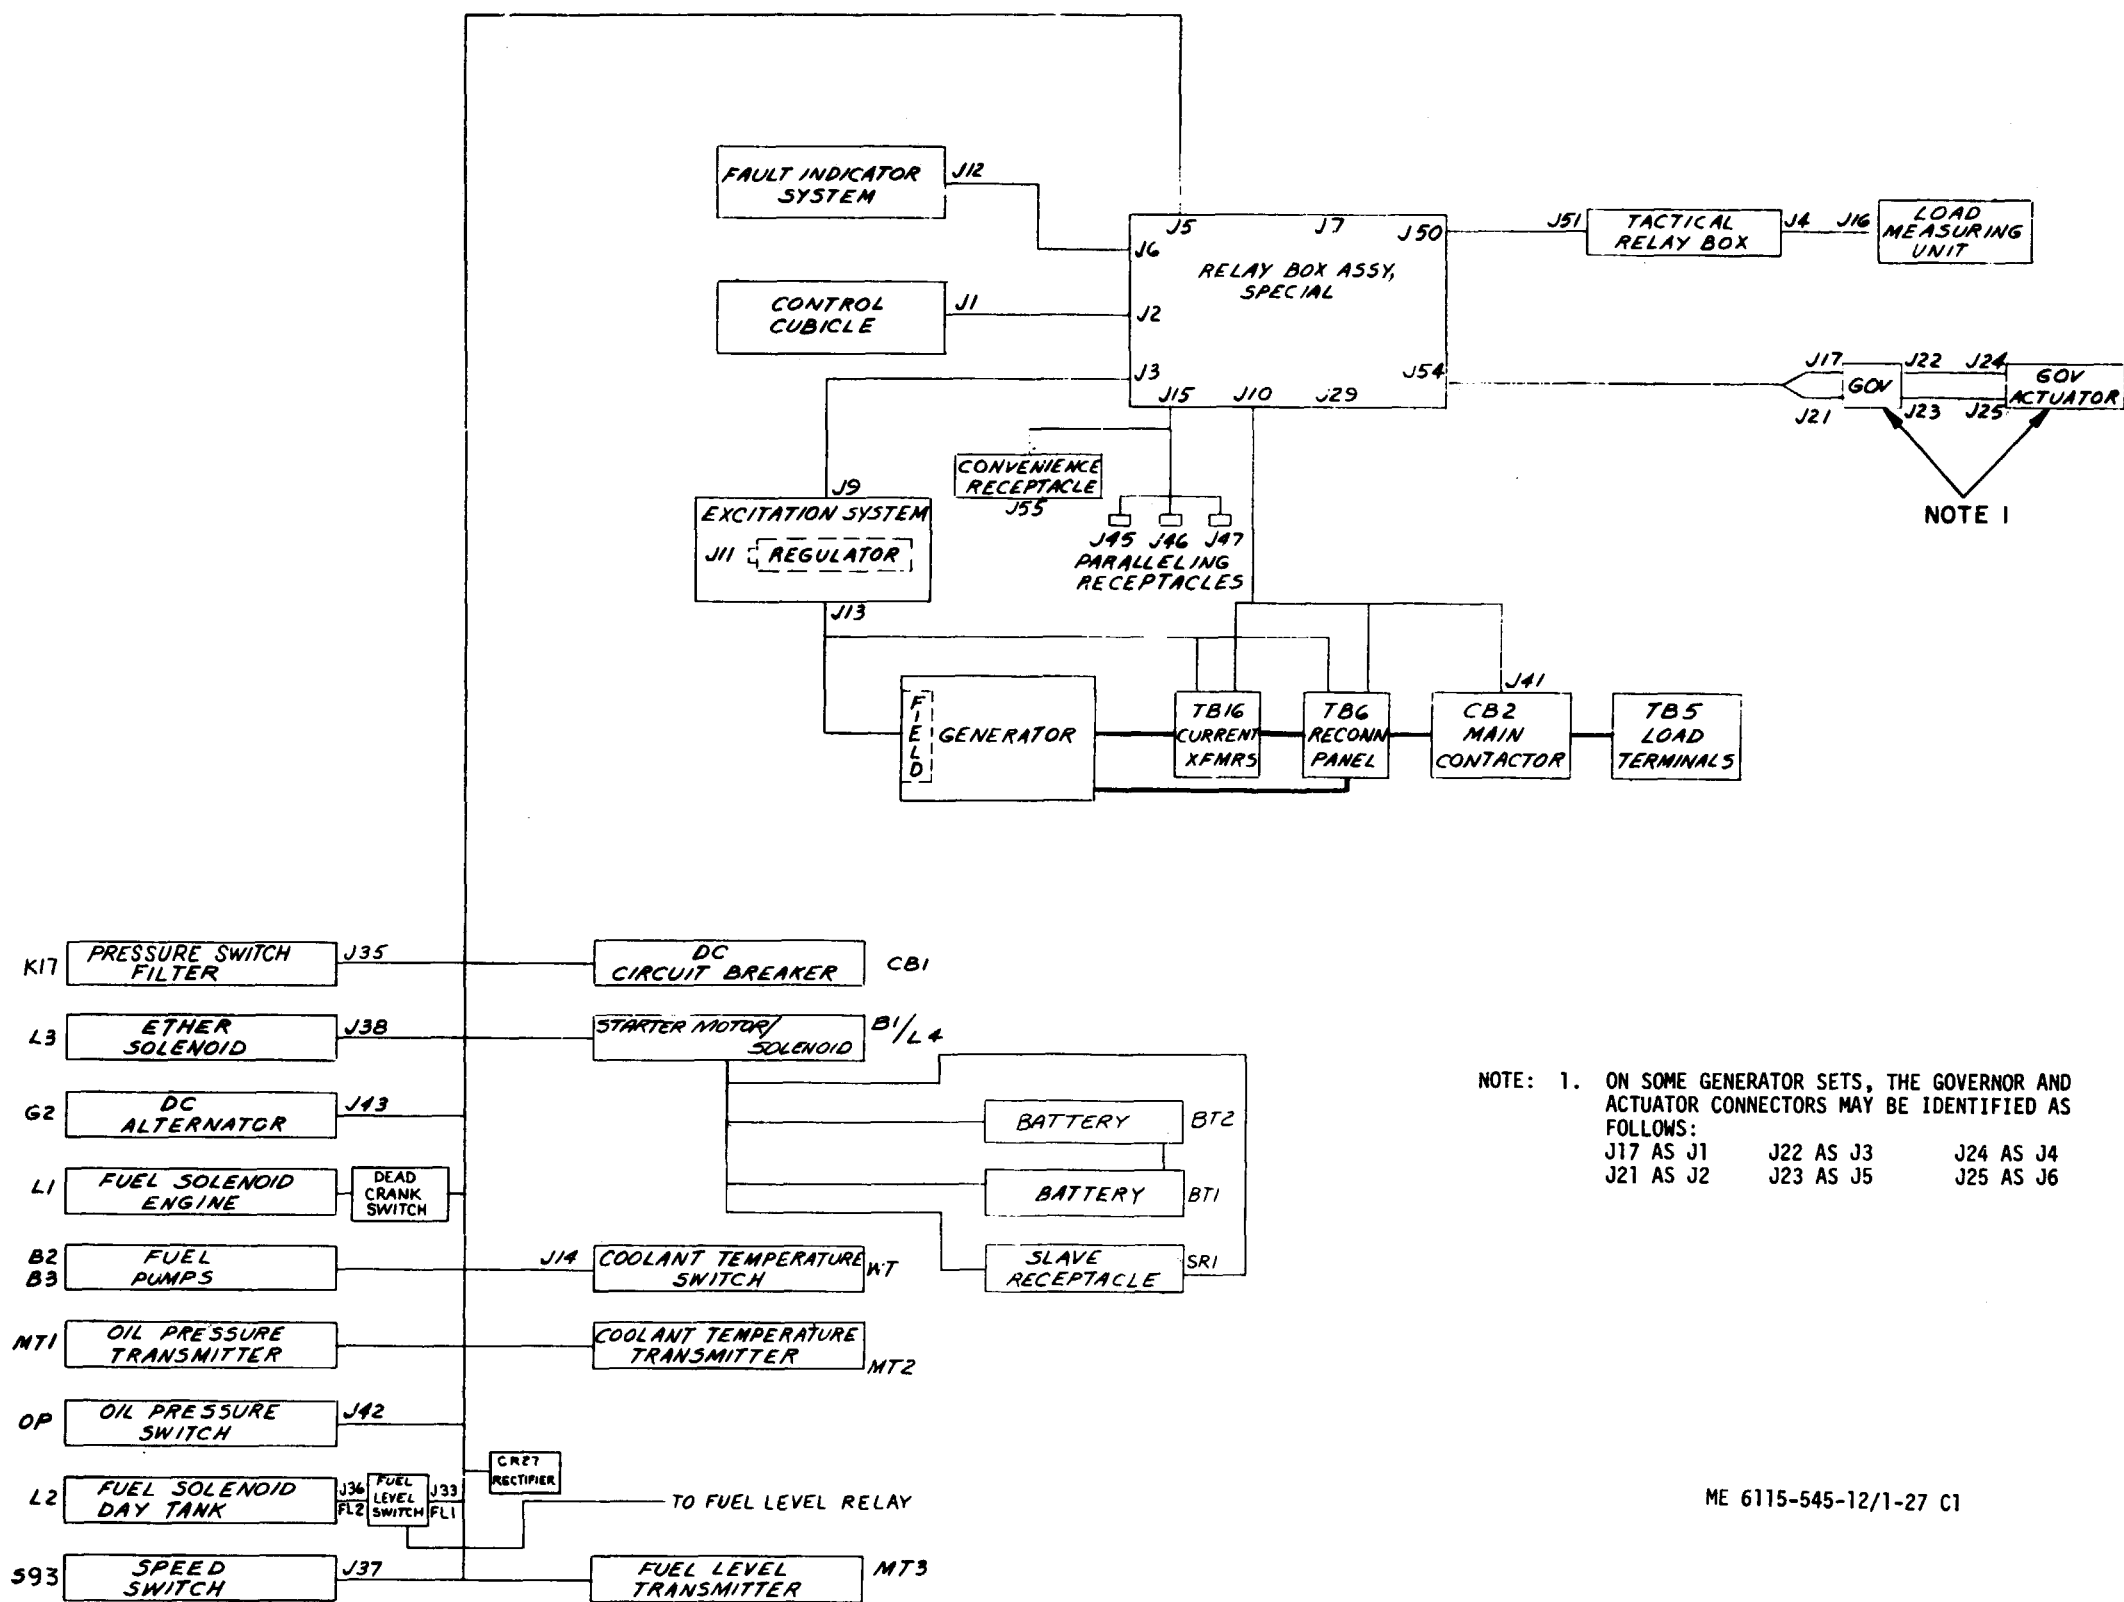 FAULT INDICATOR
SYSTEM
J12
CONTROL
CUBICLE
J1
J5
J7
J50
J6
RELAY BOX ASSY,
SPECIAL
J2
J3
J54
J15
J10
J29
J51
TACTICAL
RELAY BOX
J4
J16
LOAD
MEASURING
UNIT
J17
J21
GOV
J22
J23
J24
J25
GOV
ACTUATOR
NOTE 1
CONVENIENCE
RECEPTACLE
J55
J45 J46 J47
PARALLELING
RECEPTACLES
J9
EXCITATION SYSTEM
J11
REGULATOR
J13
FIELD
GENERATOR
TB16
CURRENT
XFMRS
TB6
RECONN
PANEL
J41
CB2
MAIN
CONTACTOR
TB5
LOAD
TERMINALS
K17
PRESSURE SWITCH
FILTER
J35
DC
CIRCUIT BREAKER
CB1
L3
ETHER
SOLENOID
J38
STARTER MOTOR/
SOLENOID
B1/L4
G2
DC
ALTERNATOR
J43
BATTERY
BT2
L1
FUEL SOLENOID
ENGINE
DEAD
CRANK
SWITCH
BATTERY
BT1
B2
B3
FUEL
PUMPS
J14
COOLANT TEMPERATURE
SWITCH
WT
SLAVE
RECEPTACLE
SR1
MT1
OIL PRESSURE
TRANSMITTER
COOLANT TEMPERATURE
TRANSMITTER
MT2
OP
OIL PRESSURE
SWITCH
J42
CR27
RECTIFIER
L2
FUEL SOLENOID
DAY TANK
J36
FL2
FUEL
LEVEL
SWITCH
J33
FL1
TO FUEL LEVEL RELAY
S93
SPEED
SWITCH
J37
FUEL LEVEL
TRANSMITTER
MT3
NOTE: 1. ON SOME GENERATOR SETS, THE GOVERNOR AND
ACTUATOR CONNECTORS MAY BE IDENTIFIED AS
FOLLOWS:
J17 AS J1 J22 AS J3 J24 AS J4
J21 AS J2 J23 AS J5 J25 AS J6
ME 6115-545-12/1-27 C1